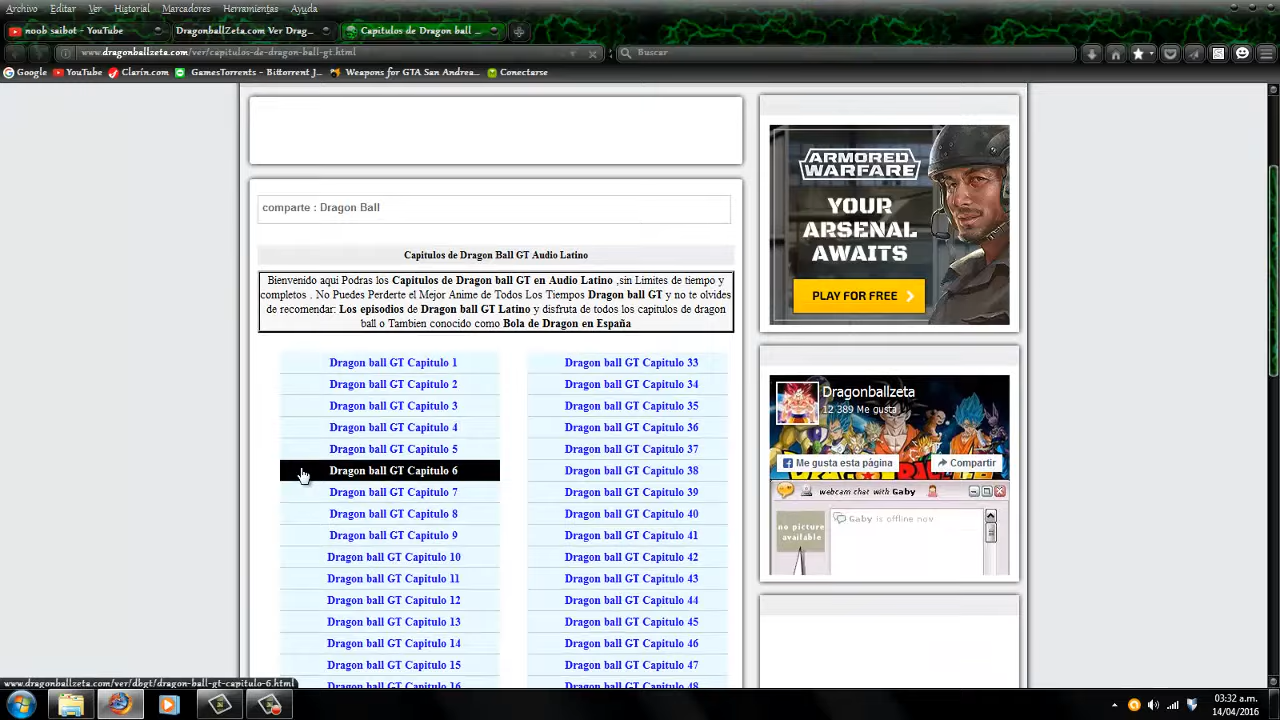 Archivo Editar Ver Historial Marcadores Herramientas Ayuda
noob saibot - YouTube
DragonballZeta.com Ver Drag...
Capitulos de Dragon ball ...
www.dragonballzeta.com/ver/capitulos-de-dragon-ball-gt.html
Buscar
Google YouTube Clarín.com GamesTorrents - Bittorrent J... Weapons for GTA San Andrea... Conectarse
comparte : Dragon Ball
Capitulos de Dragon Ball GT Audio Latino
Bienvenido aqui Podras los Capitulos de Dragon ball GT en Audio Latino ,sin Limites de tiempo y
completos . No Puedes Perderte el Mejor Anime de Todos Los Tiempos Dragon ball GT y no te olvides
de recomendar: Los episodios de Dragon ball GT Latino y disfruta de todos los capitulos de dragon
ball o Tambien conocido como Bola de Dragon en España
Dragon ball GT Capitulo 1
Dragon ball GT Capitulo 2
Dragon ball GT Capitulo 3
Dragon ball GT Capitulo 4
Dragon ball GT Capitulo 5
Dragon ball GT Capitulo 6
Dragon ball GT Capitulo 7
Dragon ball GT Capitulo 8
Dragon ball GT Capitulo 9
Dragon ball GT Capitulo 10
Dragon ball GT Capitulo 11
Dragon ball GT Capitulo 12
Dragon ball GT Capitulo 13
Dragon ball GT Capitulo 14
Dragon ball GT Capitulo 15
Dragon ball GT Capitulo 16
Dragon ball GT Capitulo 33
Dragon ball GT Capitulo 34
Dragon ball GT Capitulo 35
Dragon ball GT Capitulo 36
Dragon ball GT Capitulo 37
Dragon ball GT Capitulo 38
Dragon ball GT Capitulo 39
Dragon ball GT Capitulo 40
Dragon ball GT Capitulo 41
Dragon ball GT Capitulo 42
Dragon ball GT Capitulo 43
Dragon ball GT Capitulo 44
Dragon ball GT Capitulo 45
Dragon ball GT Capitulo 46
Dragon ball GT Capitulo 47
Dragon ball GT Capitulo 48
ARMORED
WARFARE
YOUR
ARSENAL
AWAITS
PLAY FOR FREE
Dragonballzeta
12 389 Me gusta
Me gusta esta página
Compartir
webcam chat with Gaby
Gaby is offline nov
no picture
available
www.dragonballzeta.com/ver/dbgt/dragon-ball-gt-capitulo-6.html
03:32 a.m.
14/04/2016